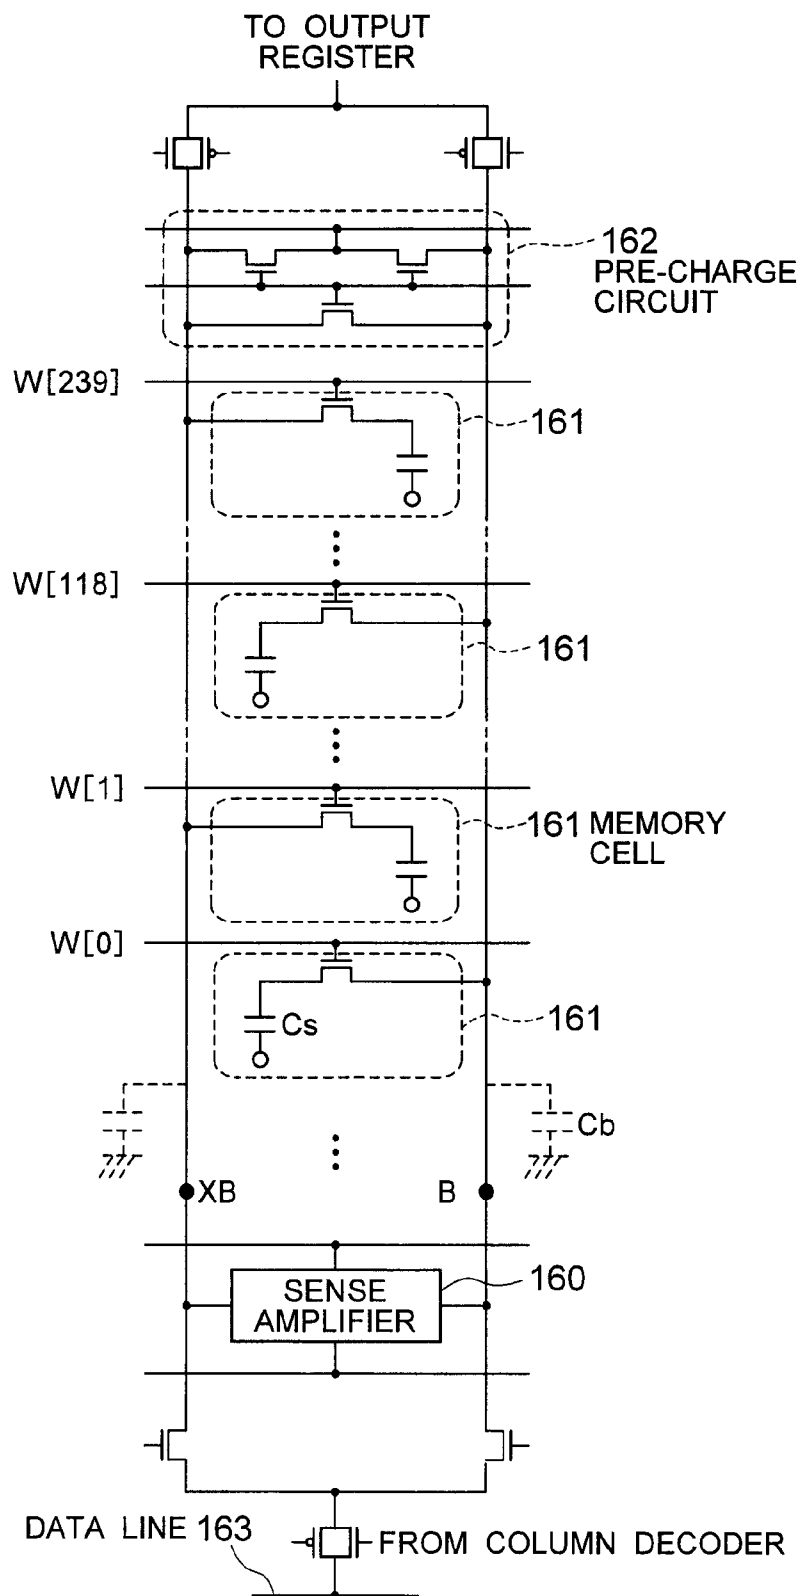 TO OUTPUT
REGISTER
162
PRE-CHARGE
CIRCUIT
W[239]
161
W[118]
161
W[1]
161 MEMORY
CELL
W[0]
Cs
161
Cb
XB
B
SENSE
AMPLIFIER
160
DATA LINE 163
FROM COLUMN DECODER